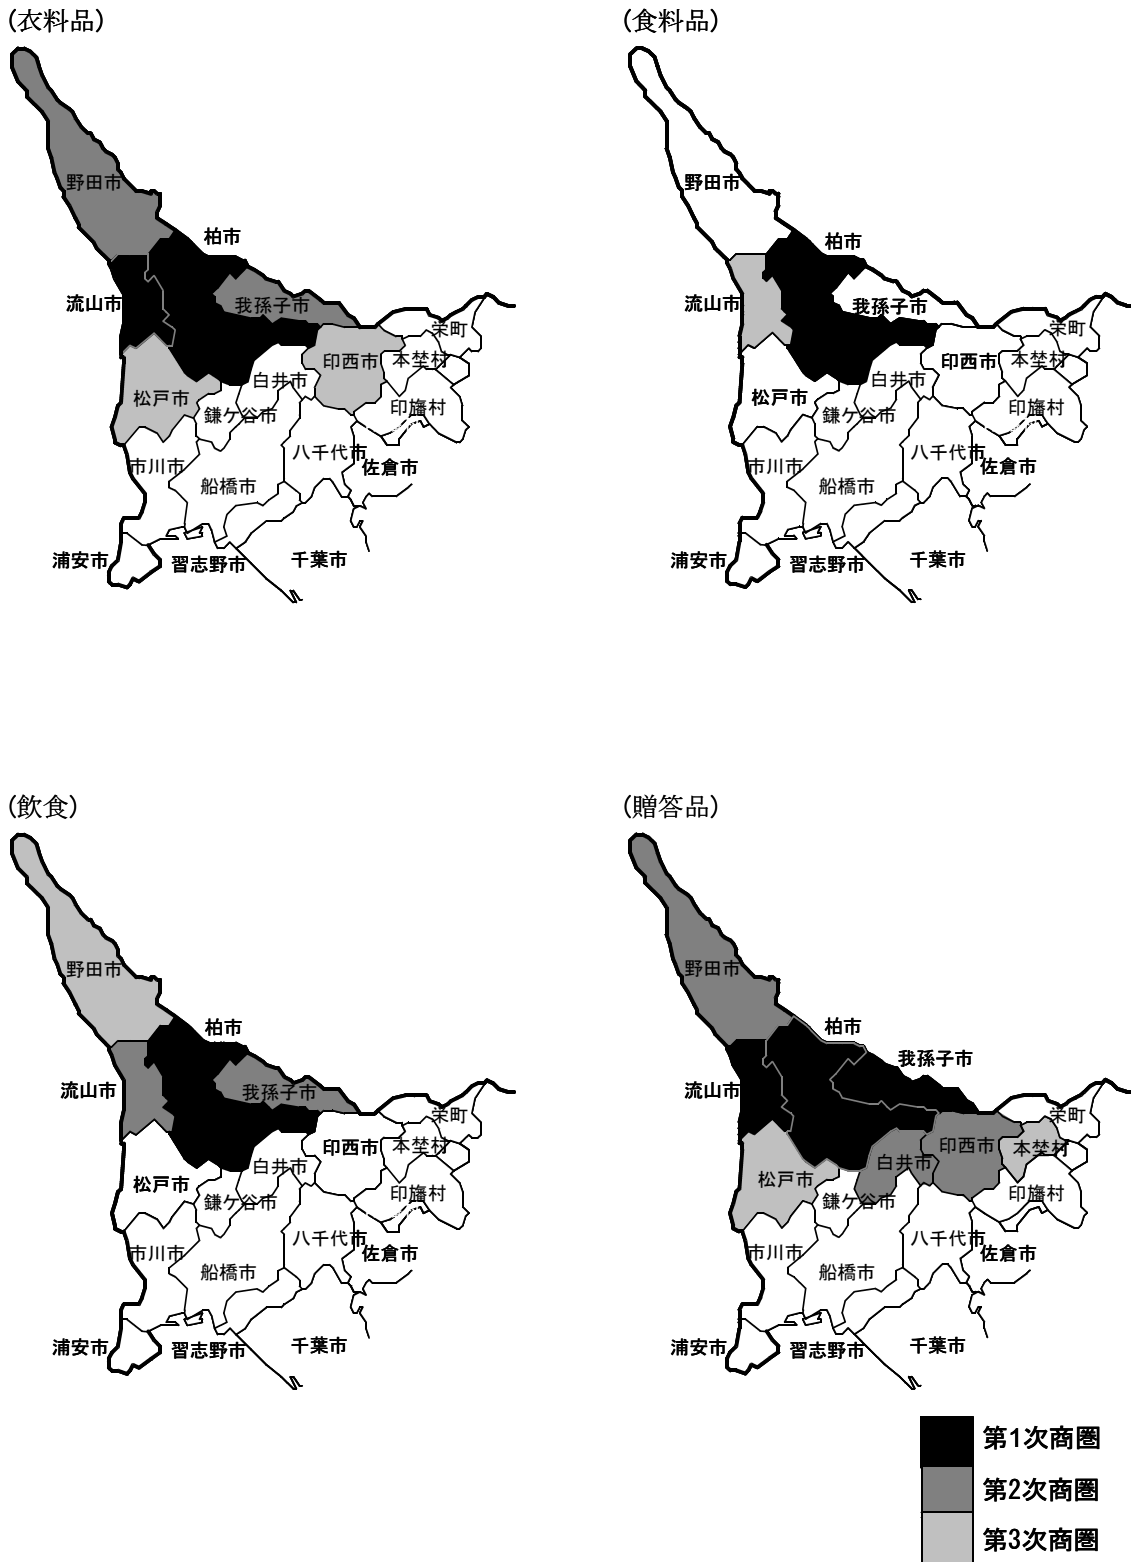 (衣料品)
野田市
柏市
流山市
我孫子市
栄町
印西市
本埜村
白井市
松戸市
鎌ケ谷市
印旛村
八千代市
市川市
佐倉市
船橋市
浦安市
習志野市
千葉市
(食料品)
野田市
柏市
流山市
我孫子市
栄町
印西市
本埜村
白井市
松戸市
鎌ケ谷市
印旛村
八千代市
市川市
佐倉市
船橋市
浦安市
習志野市
千葉市
(飲食)
野田市
柏市
流山市
我孫子市
栄町
印西市
本埜村
白井市
松戸市
鎌ケ谷市
印旛村
八千代市
市川市
佐倉市
船橋市
浦安市
習志野市
千葉市
(贈答品)
野田市
柏市
我孫子市
流山市
栄町
印西市
本埜村
白井市
松戸市
鎌ケ谷市
印旛村
八千代市
市川市
佐倉市
船橋市
浦安市
習志野市
千葉市
第1次商圏
第2次商圏
第3次商圏